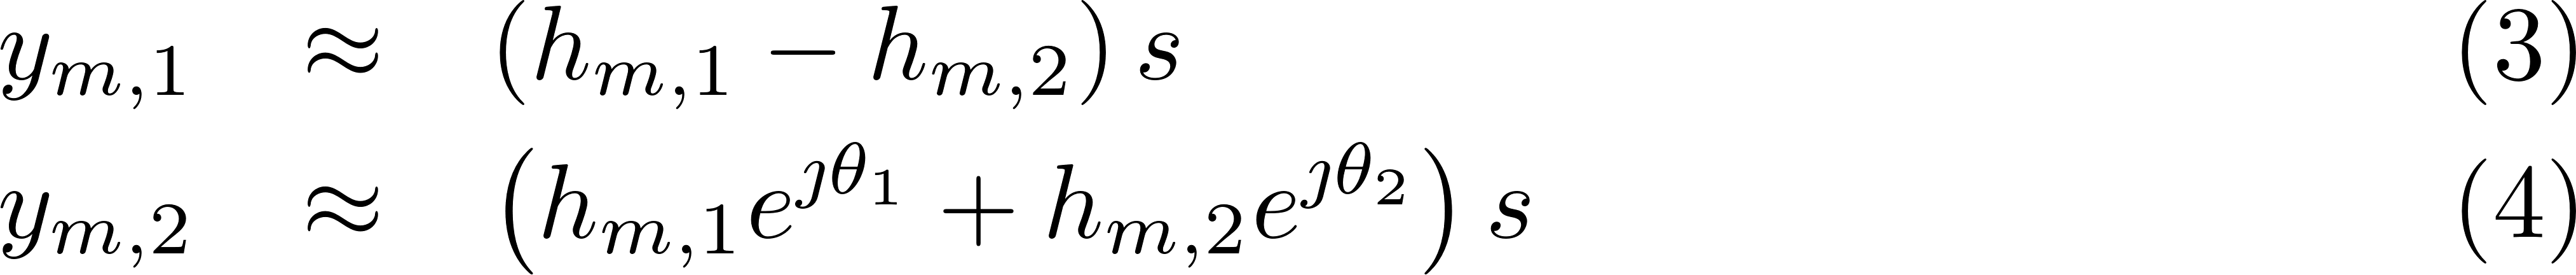 y_{m,1} ≈ (h_{m,1} − h_{m,2}) s (3)
y_{m,2} ≈ (h_{m,1}e^{ȷθ_1} + h_{m,2}e^{ȷθ_2}) s (4)